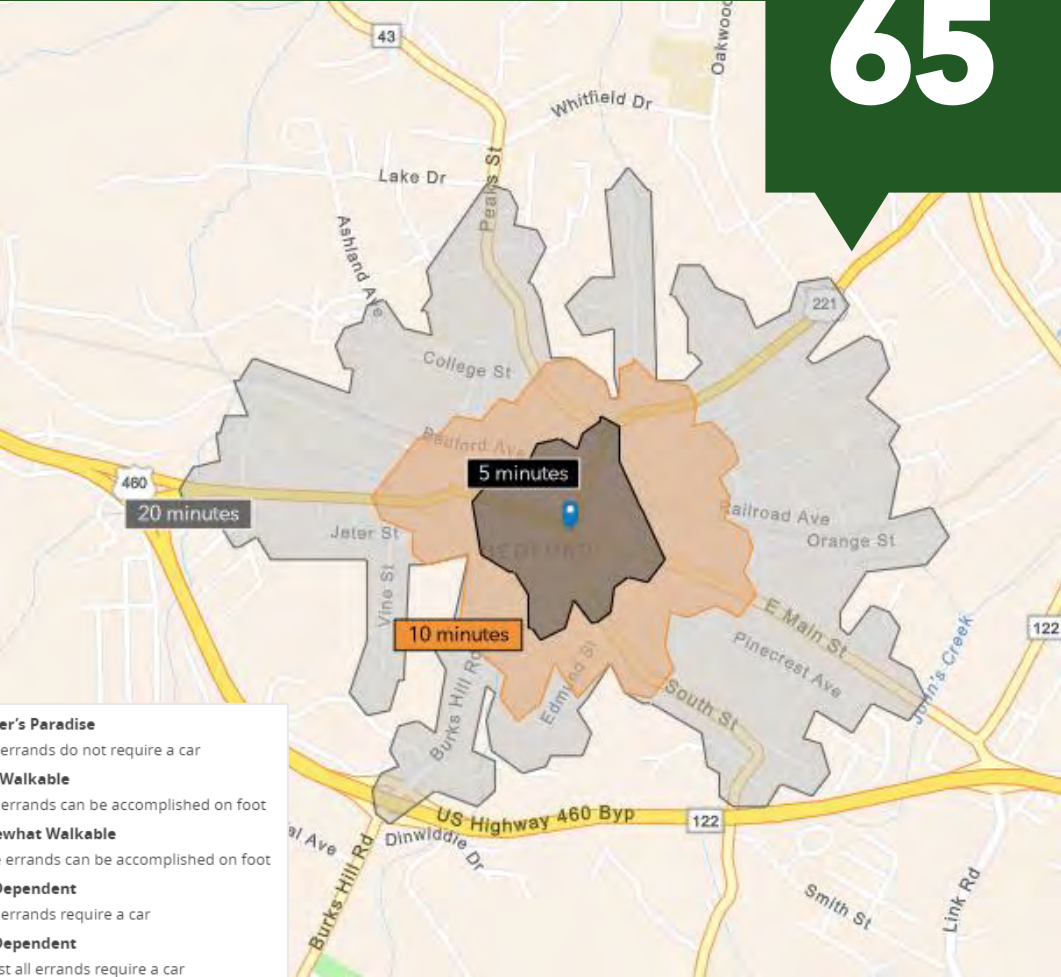 65
43
Oakwood
Whitfield Dr
Lake Dr
Peaks St
Ashland Ave
221
College St
Bedford Ave
5 minutes
460
20 minutes
Railroad Ave
Jeter St
Orange St
BEDFORD
Vine St
10 minutes
E Main St
122
Pinecrest Ave
John's Creek
Edmund St
Burks Hill Rd
South St
er's Paradise
errands do not require a car
Walkable
errands can be accomplished on foot
ewhat Walkable
e errands can be accomplished on foot
Dependent
errands require a car
Dependent
st all errands require a car
US Highway 460 Byp
122
al Ave
Dinwiddie Dr
Burks Hill Rd
Smith St
Link Rd